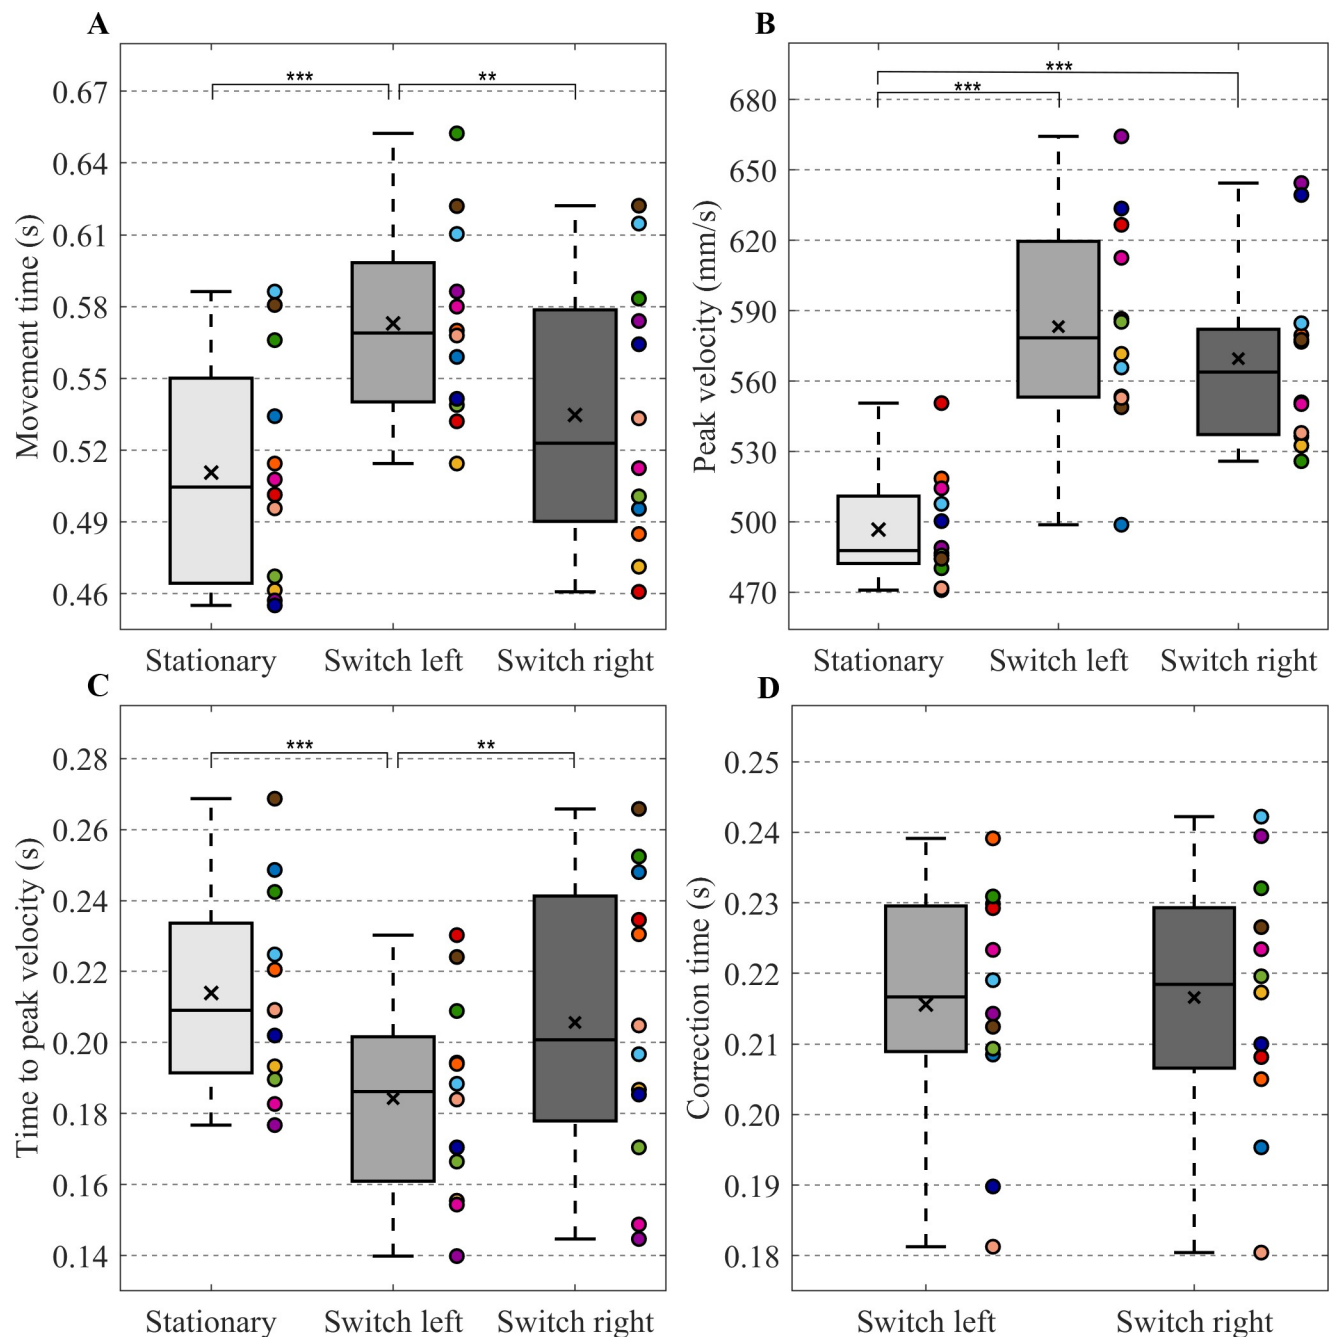 A
Movement time (s)
0.67
0.64
0.61
0.58
0.55
0.52
0.49
0.46
***
**
Stationary
Switch left
Switch right
B
Peak velocity (mm/s)
680
650
620
590
560
530
500
470
***
***
Stationary
Switch left
Switch right
C
Time to peak velocity (s)
0.28
0.26
0.24
0.22
0.20
0.18
0.16
0.14
***
**
Stationary
Switch left
Switch right
D
Correction time (s)
0.25
0.24
0.23
0.22
0.21
0.20
0.19
0.18
Switch left
Switch right